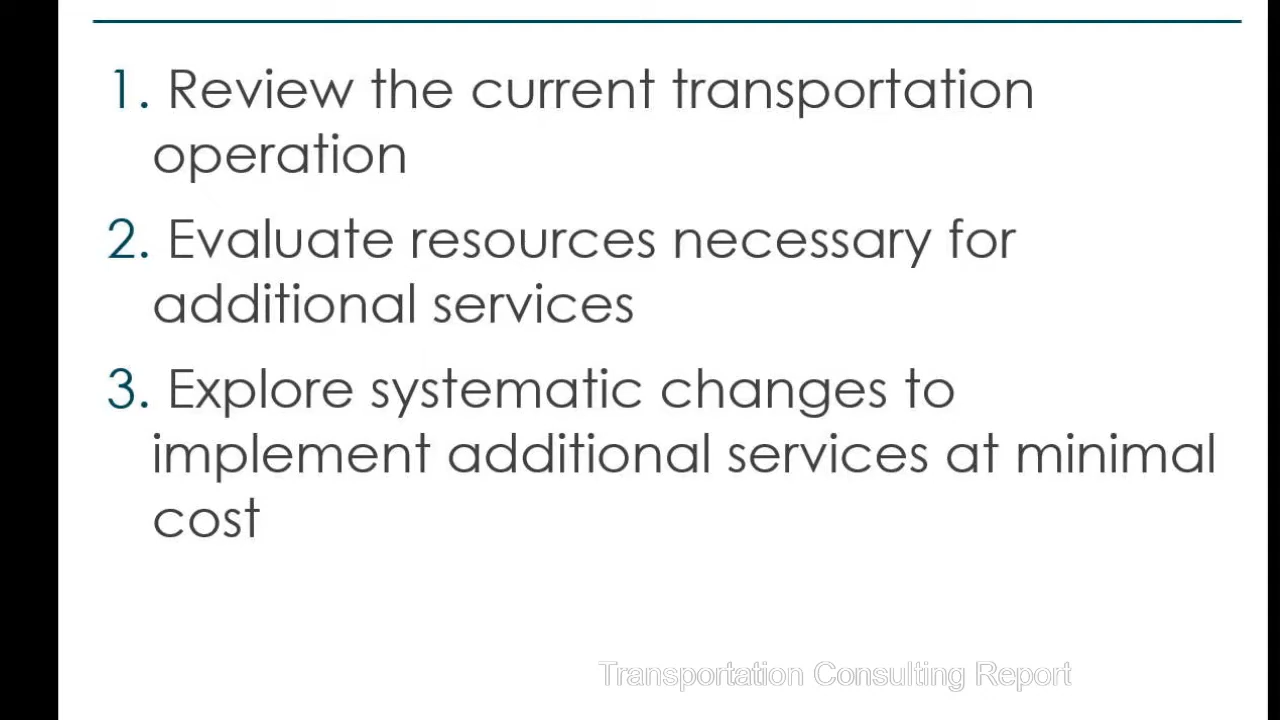 1. Review the current transportation
operation
2. Evaluate resources necessary for
additional services
3. Explore systematic changes to
implement additional services at minimal
cost
Transportation Consulting Report